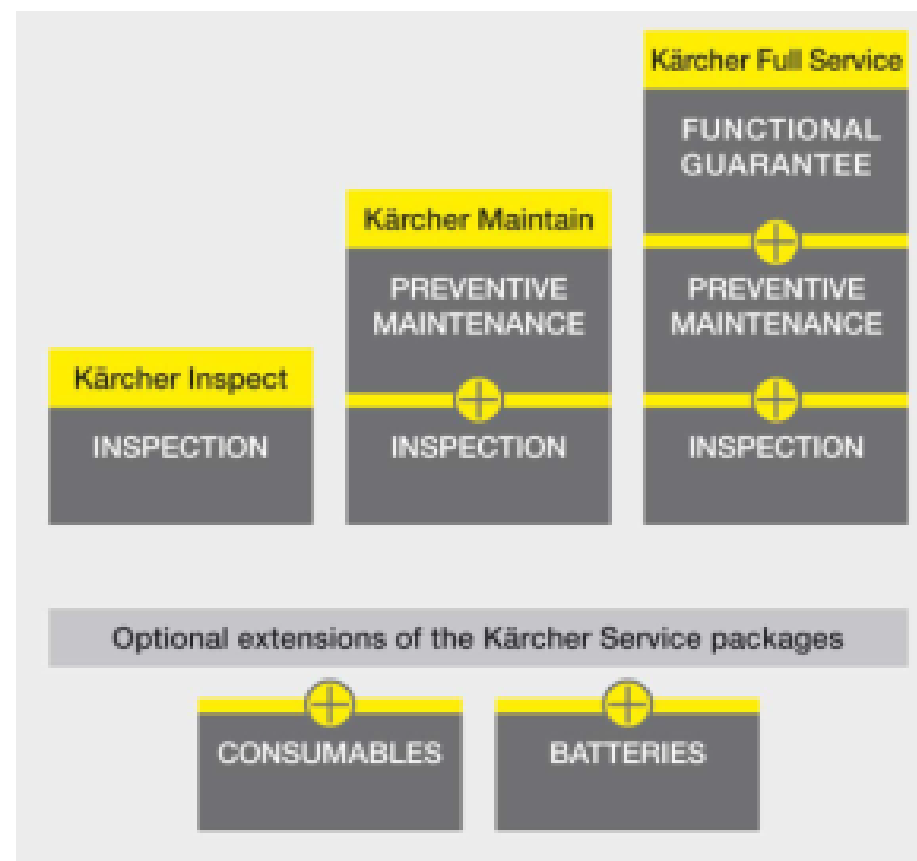 Kärcher Full Service
FUNCTIONAL
GUARANTEE
Kärcher Maintain
PREVENTIVE
MAINTENANCE
PREVENTIVE
MAINTENANCE
Kärcher Inspect
INSPECTION
INSPECTION
INSPECTION
Optional extensions of the Kärcher Service packages
CONSUMABLES
BATTERIES